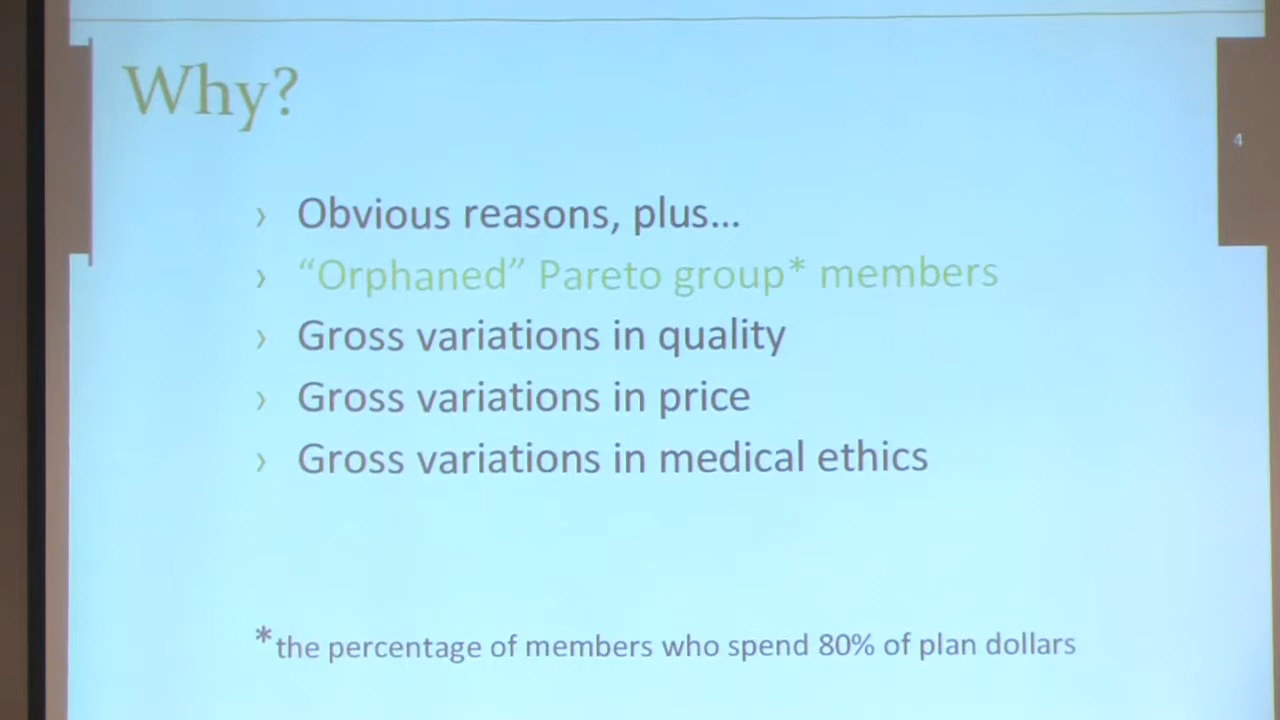 Why?
4
› Obvious reasons, plus...
› “Orphaned” Pareto group* members
› Gross variations in quality
› Gross variations in price
› Gross variations in medical ethics
*the percentage of members who spend 80% of plan dollars